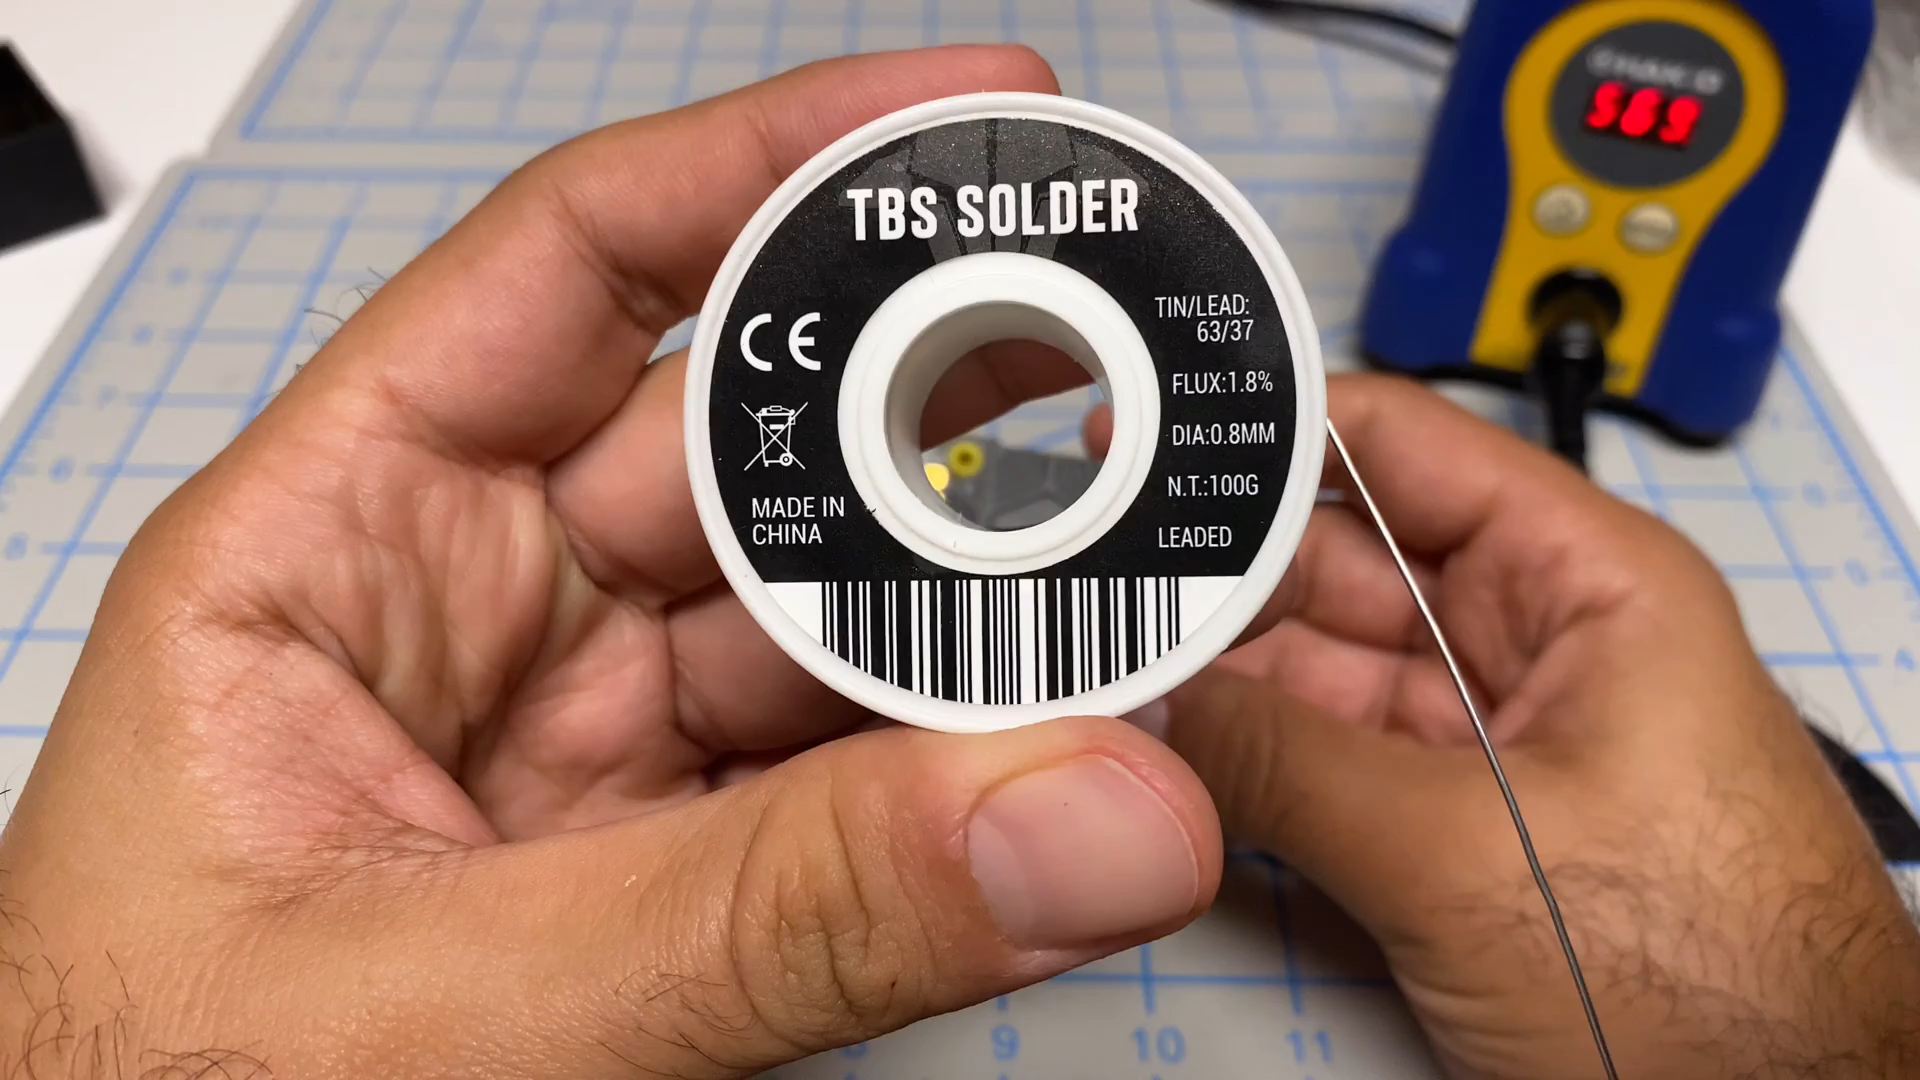 TBS SOLDER
CE
MADE IN
CHINA
TIN/LEAD:
63/37
FLUX:1.8%
DIA:0.8MM
N.T.:100G
LEADED
569
9
10
11